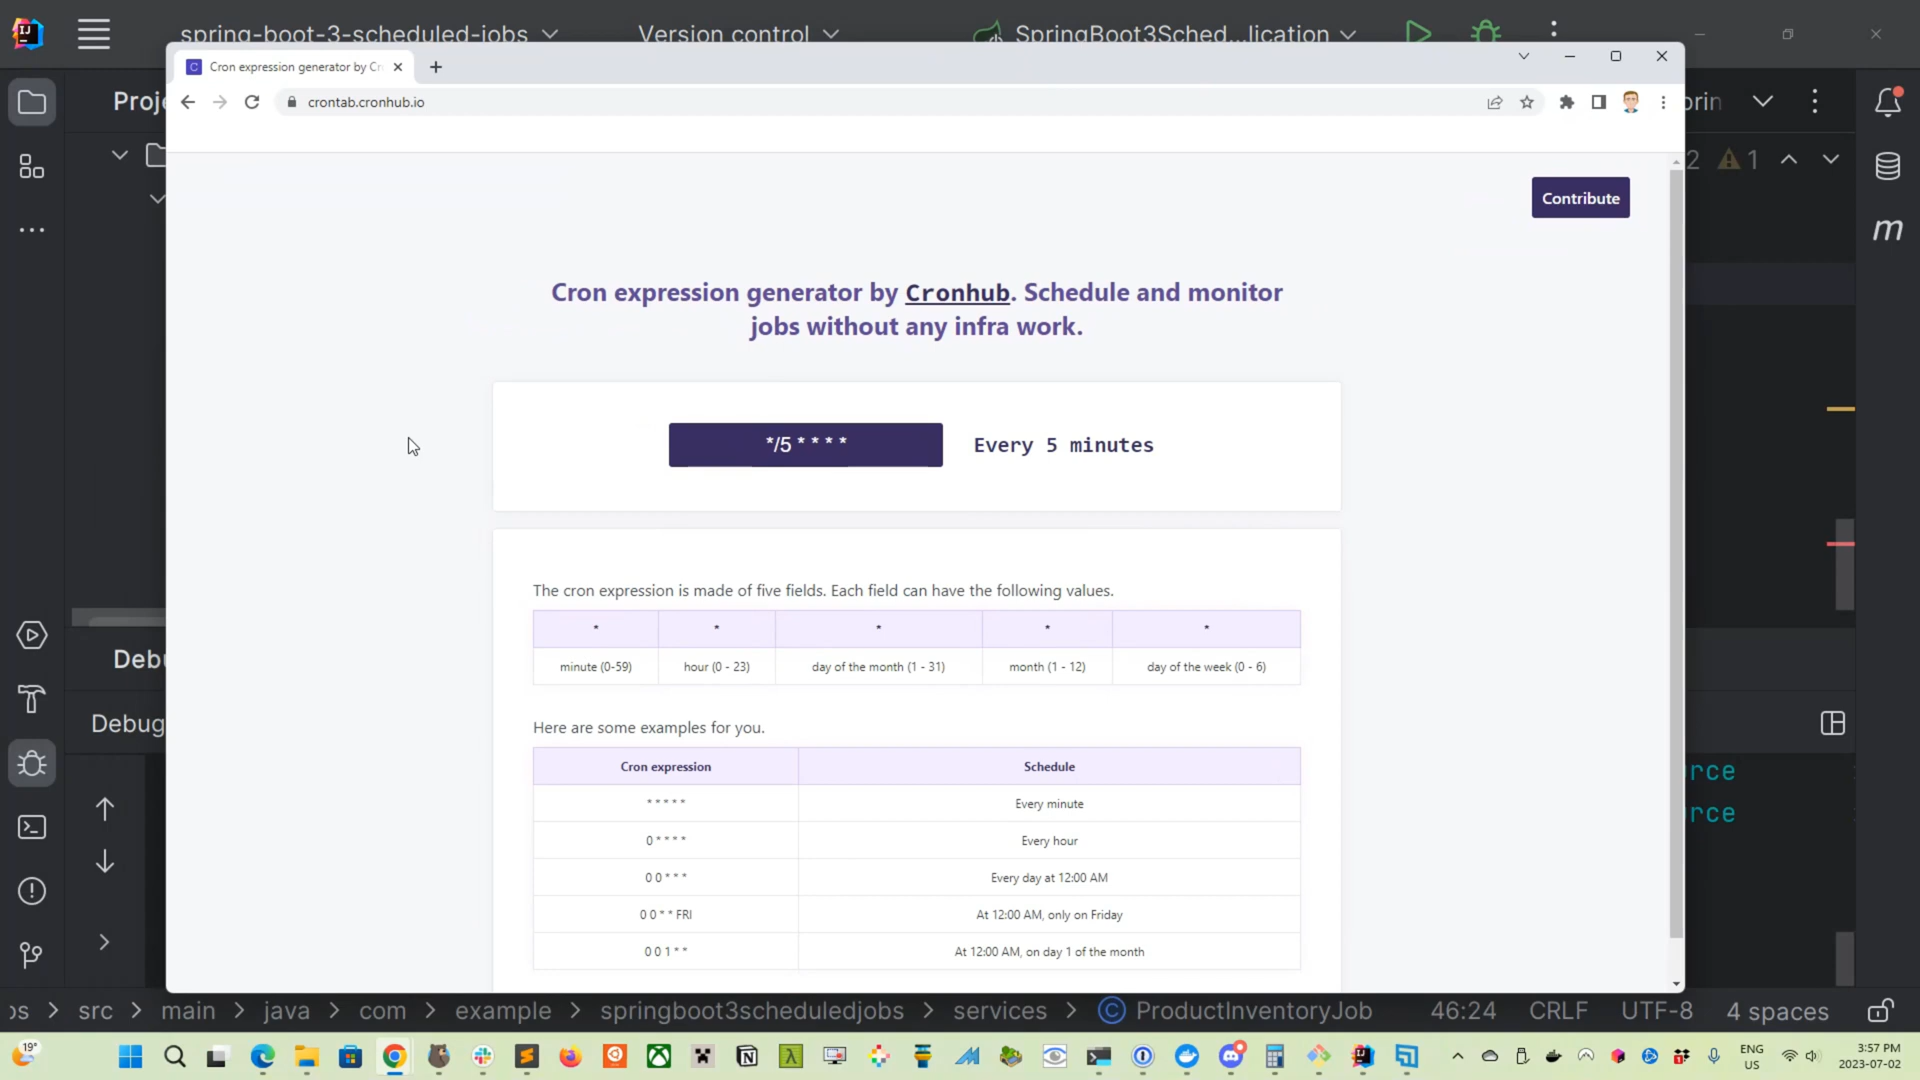 spring-boot-3-scheduled-jobs
Version control
SpringBoot3Sched...lication
Cron expression generator by Cr
crontab.cronhub.io
Proje
orin
2
1
Contribute
m
Cron expression generator by Cronhub. Schedule and monitor
jobs without any infra work.
*/5 * * * *
Every 5 minutes
The cron expression is made of five fields. Each field can have the following values.
* * * * *
minute (0-59) hour (0 - 23) day of the month (1 - 31) month (1 - 12) day of the week (0 - 6)
Debu
Debug
Here are some examples for you.
Cron expression Schedule
* * * * * Every minute
0 * * * * Every hour
0 0 * * * Every day at 12:00 AM
0 0 * * FRI At 12:00 AM, only on Friday
0 0 1 * * At 12:00 AM, on day 1 of the month
rce
rce
os > src > main > java > com > example > springboot3scheduledjobs > services > ProductInventoryJob
46:24 CRLF UTF-8 4 spaces
19°
ENG
US
3:57 PM
2023-07-02